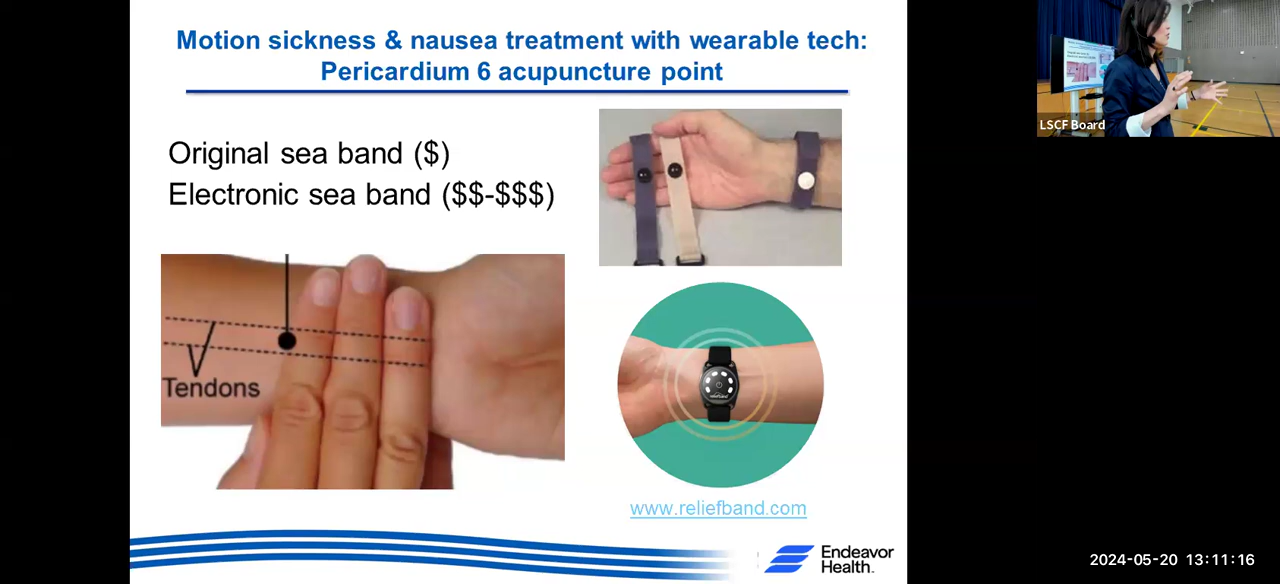 Motion sickness & nausea treatment with wearable tech:
Pericardium 6 acupuncture point
LSCF Board
Original sea band ($)
Electronic sea band ($$-$$$)
Tendons
www.reliefband.com
Endeavor
Health.
2024-05-20 13:11:16